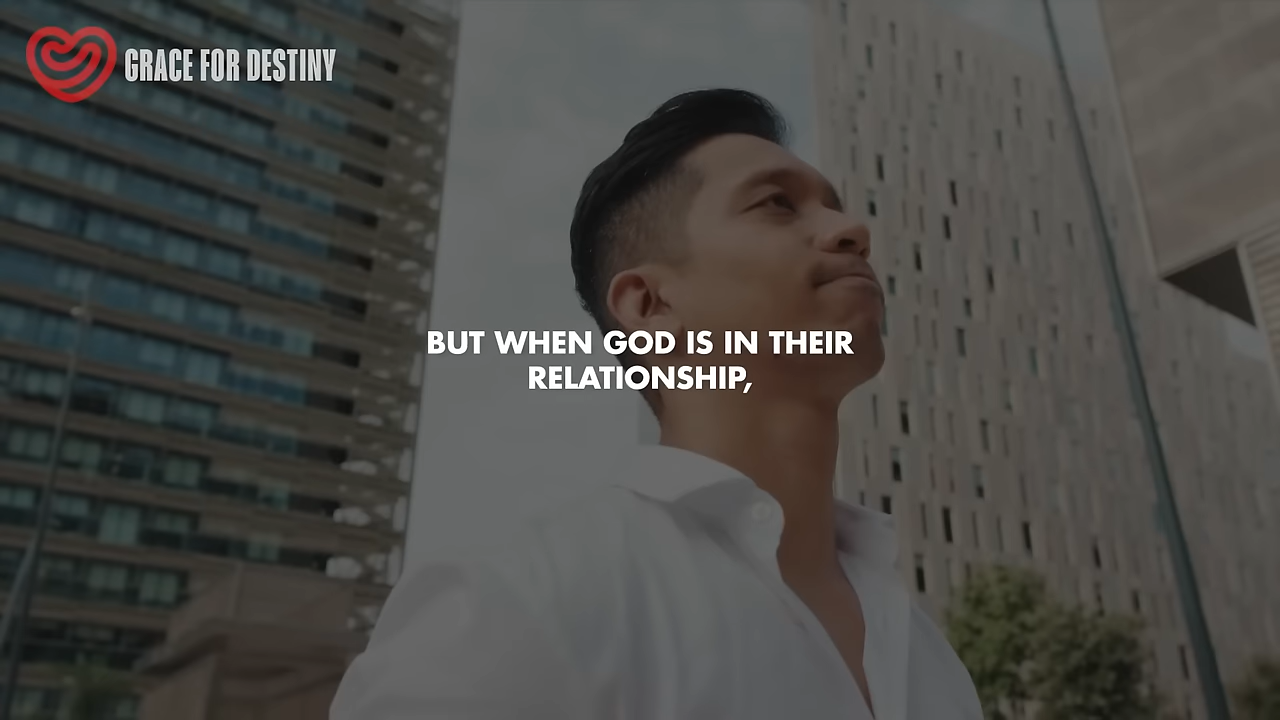 GRACE FOR DESTINY
BUT WHEN GOD IS IN THEIR
RELATIONSHIP,